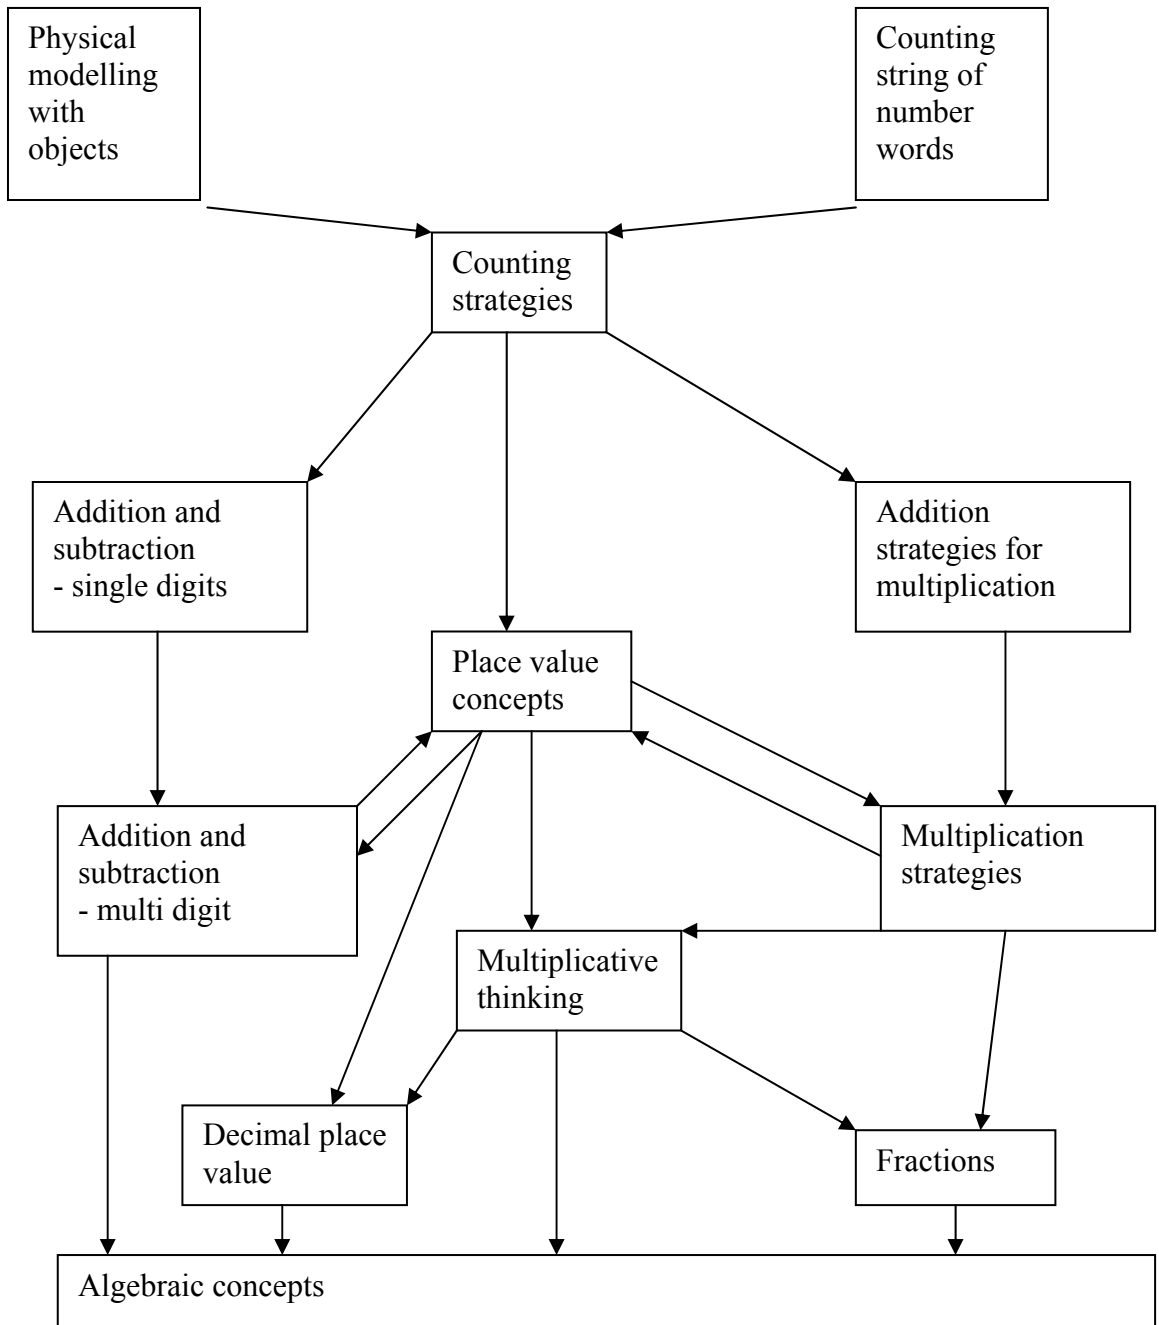 Physical
modelling
with
objects
Counting
string of
number
words
Counting
strategies
Addition and
subtraction
- single digits
Addition
strategies for
multiplication
Place value
concepts
Addition and
subtraction
- multi digit
Multiplication
strategies
Multiplicative
thinking
Decimal place
value
Fractions
Algebraic concepts